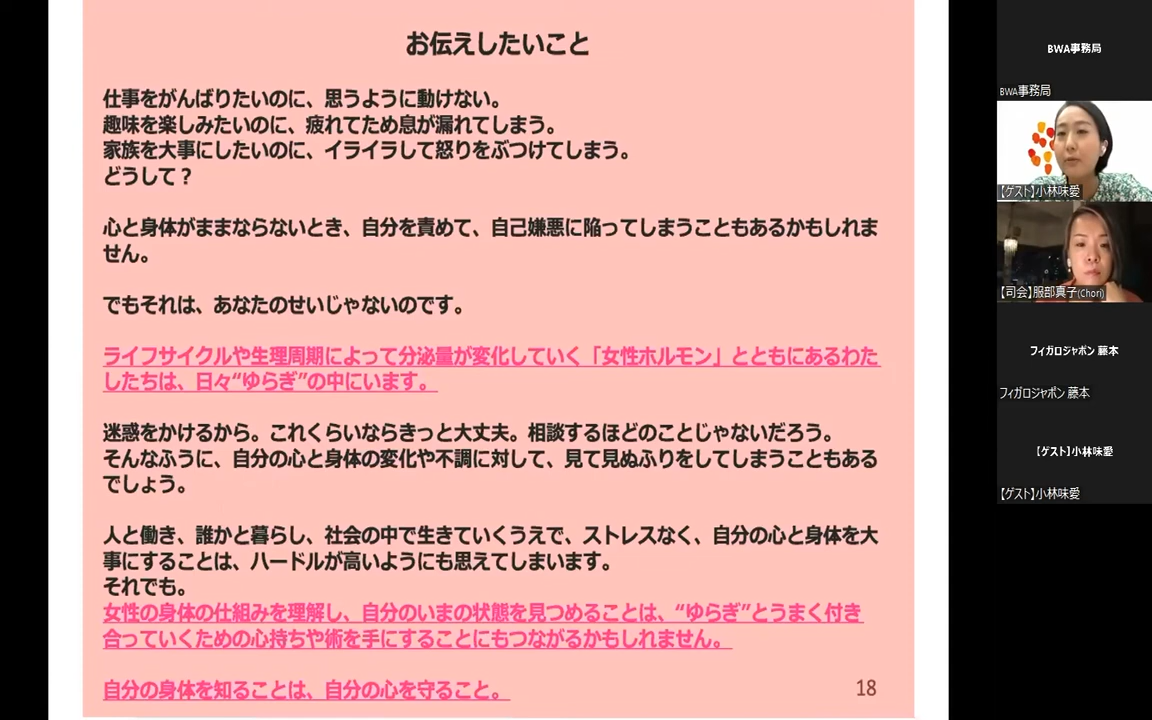 お伝えしたいこと
仕事をがんばりたいのに、思うように動けない。
趣味を楽しみたいのに、疲れてため息が漏れてしまう。
家族を大事にしたいのに、イライラして怒りをぶつけてしまう。
どうして？
心と身体がままならないとき、自分を責めて、自己嫌悪に陥ってしまうこともあるかもしれま
せん。
でもそれは、あなたのせいじゃないのです。
ライフサイクルや生理周期によって分泌量が変化していく「女性ホルモン」とともにあるわた
したちは、日々“ゆらぎ”の中にいます。
迷惑をかけるから。これくらいならきっと大丈夫。相談するほどのことじゃないだろう。
そんなふうに、自分の心と身体の変化や不調に対して、見て見ぬふりをしてしまうこともある
でしょう。
人と働き、誰かと暮らし、社会の中で生きていくうえで、ストレスなく、自分の心と身体を大
事にすることは、ハードルが高いようにも思えてしまいます。
それでも。
女性の身体の仕組みを理解し、自分のいまの状態を見つめることは、“ゆらぎ”とうまく付き
合っていくための心持ちや術を手にすることにもつながるかもしれません。
自分の身体を知ることは、自分の心を守ること。
18
BWA事務局
BWA事務局
【ゲスト】小林味愛
【司会】服部真子(Chori)
フィガロジャポン 藤本
フィガロジャポン 藤本
【ゲスト】小林味愛
【ゲスト】小林味愛